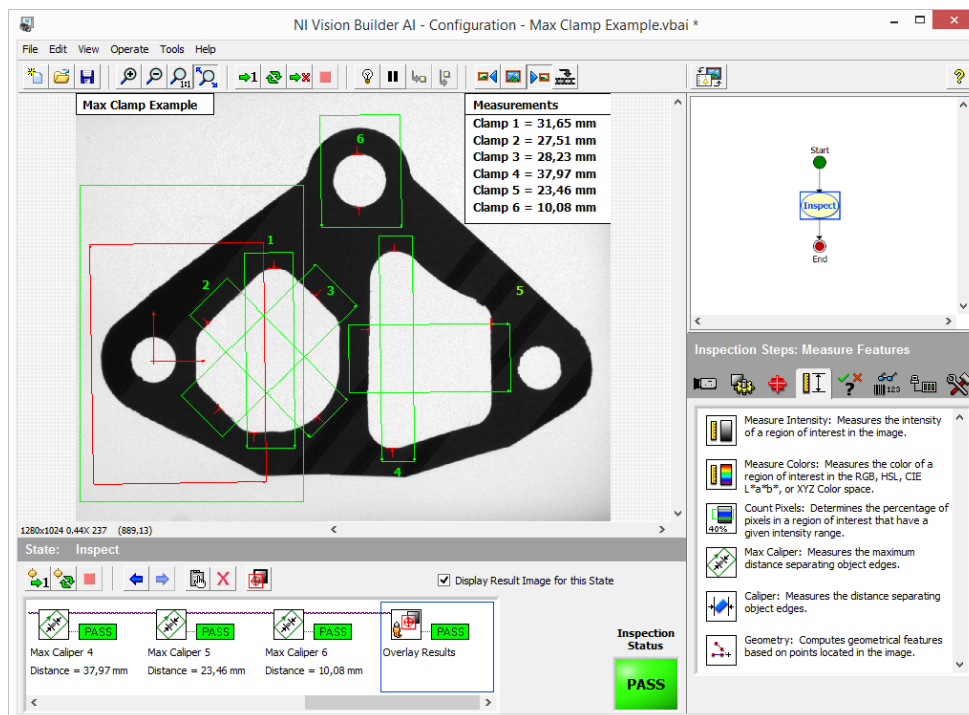 NI Vision Builder AI - Configuration - Max Clamp Example.vbai *
File Edit View Operate Tools Help
1:1
1
?
Max Clamp Example
Measurements
Clamp 1 = 31,65 mm
Clamp 2 = 27,51 mm
Clamp 3 = 28,23 mm
Clamp 4 = 37,97 mm
Clamp 5 = 23,46 mm
Clamp 6 = 10,08 mm
6
1
2
3
5
4
Start
Inspect
End
1280x1024 0.44X 237 (889,13)
Inspection Steps: Measure Features
?
123
Measure Intensity: Measures the intensity
of a region of interest in the image.
Measure Colors: Measures the color of a
region of interest in the RGB, HSL, CIE
L*a*b*, or XYZ Color space.
Count Pixels: Determines the percentage of
pixels in a region of interest that have a
given intensity range.
40%
Max Caliper: Measures the maximum
distance separating object edges.
Caliper: Measures the distance separating
object edges.
Geometry: Computes geometrical features
based on points located in the image.
State: Inspect
1
Display Result Image for this State
PASS
PASS
PASS
PASS
Max Caliper 4
Max Caliper 5
Max Caliper 6
Overlay Results
Distance = 37,97 mm
Distance = 23,46 mm
Distance = 10,08 mm
Inspection
Status
PASS